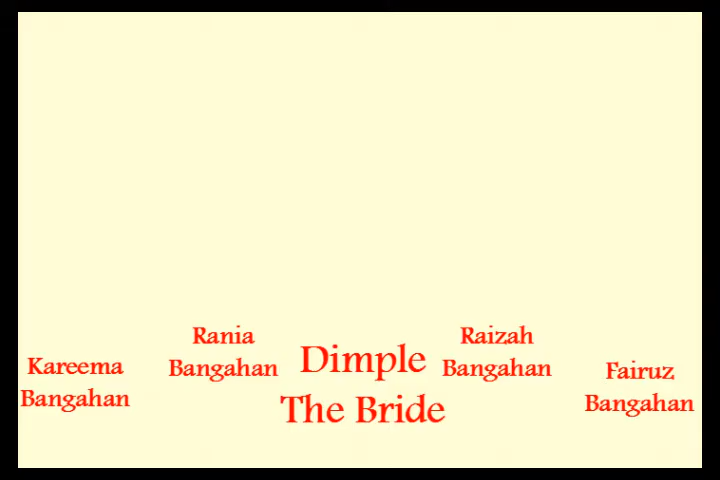 Kareema
Bangahan
Rania
Bangahan
Dimple
The Bride
Raizah
Bangahan
Fairuz
Bangahan